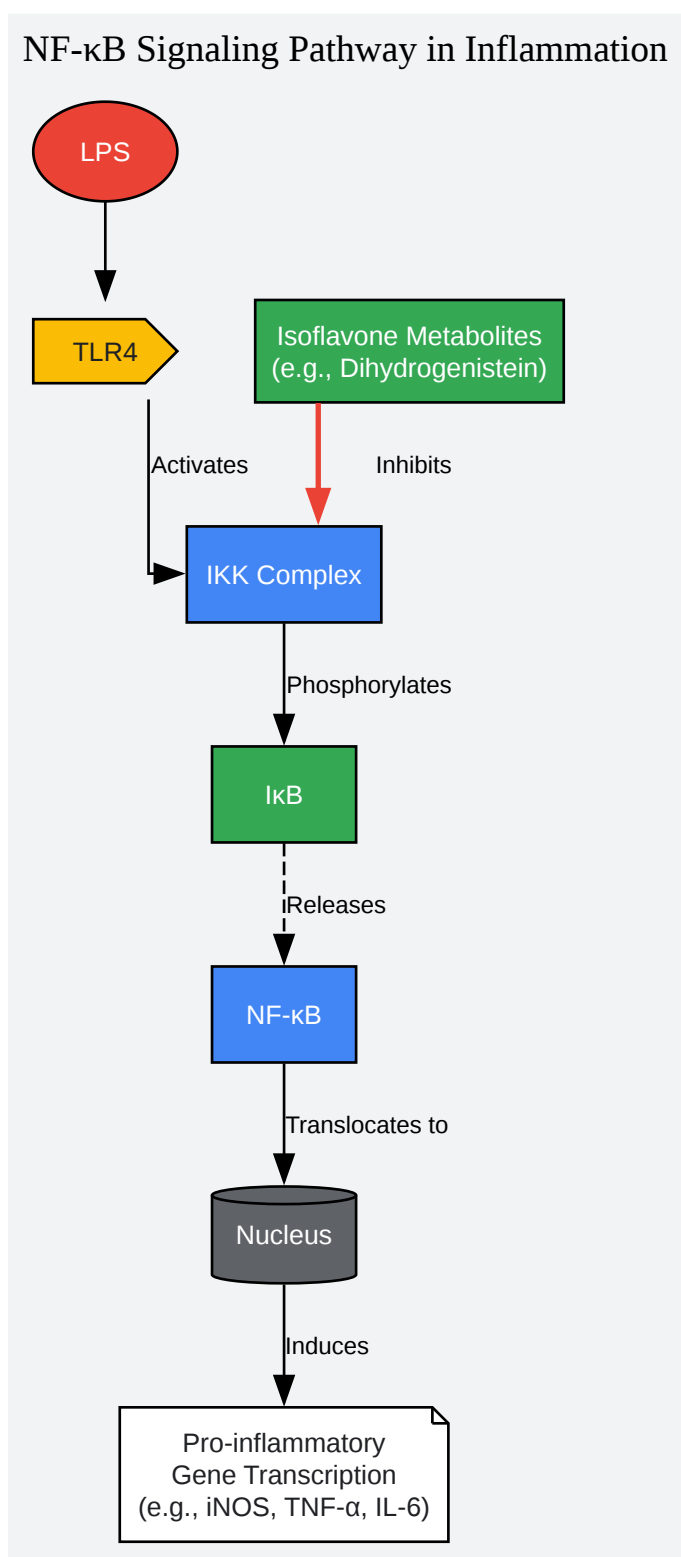 NF-κB Signaling Pathway in Inflammation
LPS
TLR4
Isoflavone Metabolites
(e.g., Dihydrogenistein)
Activates
Inhibits
IKK Complex
Phosphorylates
IκB
Releases
NF-κB
Translocates to
Nucleus
Induces
Pro-inflammatory
Gene Transcription
(e.g., iNOS, TNF-α, IL-6)